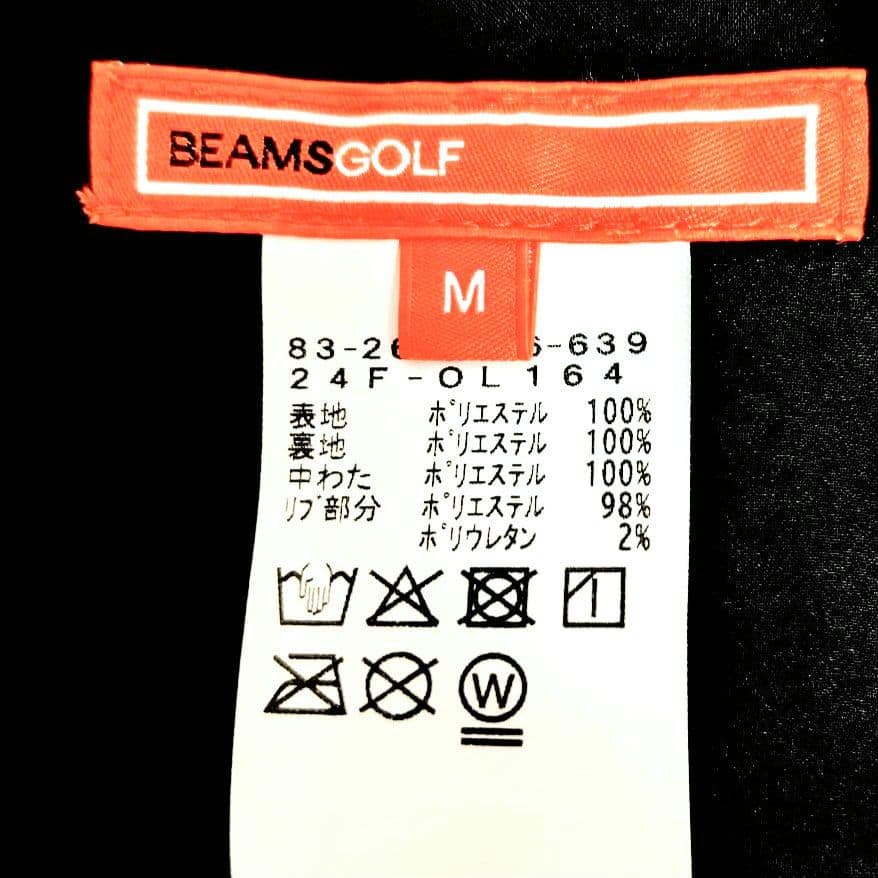 BEAMSGOLF
M
83-26 6-639
24F-OL164
表地 ポリエステル 100%
裏地 ポリエステル 100%
中わた ポリエステル 100%
リブ部分 ポリエステル 98%
ポリウレタン 2%
W